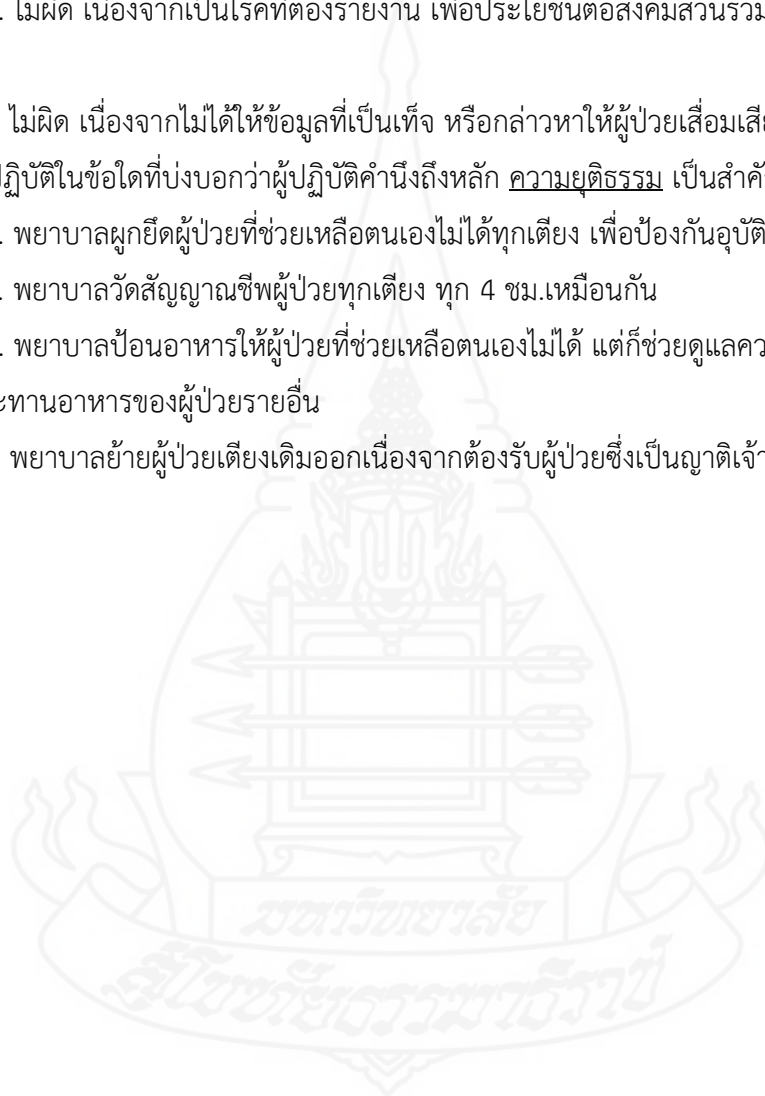 . ไม่ผิด เนื่องจากเป็นโรคที่ต้องรายงาน เพื่อประโยชน์ต่อสังคมส่วนรวม
ไม่ผิด เนื่องจากไม่ได้ให้ข้อมูลที่เป็นเท็จ หรือกล่าวหาให้ผู้ป่วยเสื่อมเสีย
ปฏิบัติในข้อใดที่บ่งบอกว่าผู้ปฏิบัติคำนึงถึงหลัก ความยุติธรรม เป็นสำคั
. พยาบาลผูกยึดผู้ป่วยที่ช่วยเหลือตนเองไม่ได้ทุกเตียง เพื่อป้องกันอุบัติ
. พยาบาลวัดสัญญาณชีพผู้ป่วยทุกเตียง ทุก 4 ชม.เหมือนกัน
. พยาบาลป้อนอาหารให้ผู้ป่วยที่ช่วยเหลือตนเองไม่ได้ แต่ก็ช่วยดูแลคว
ะทานอาหารของผู้ป่วยรายอื่น
พยาบาลย้ายผู้ป่วยเตียงเดิมออกเนื่องจากต้องรับผู้ป่วยซึ่งเป็นญาติเจ้า
มหาวิทยาลัย
สุโขทัยธรรมาธิราช